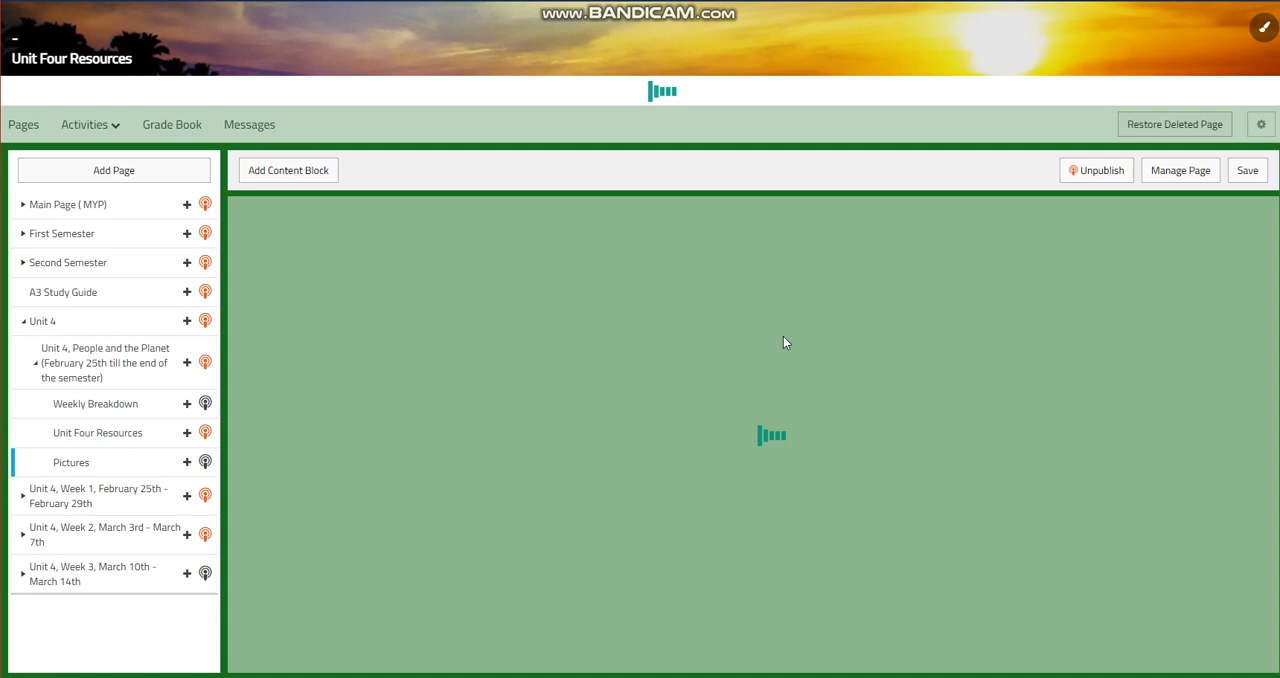 www.BANDICAM.com
-
Unit Four Resources
Pages
Activities
Grade Book
Messages
Restore Deleted Page
Add Page
Add Content Block
Unpublish
Manage Page
Save
Main Page ( MYP)
First Semester
Second Semester
A3 Study Guide
Unit 4
Unit 4, People and the Planet
(February 25th till the end of
the semester)
Weekly Breakdown
Unit Four Resources
Pictures
Unit 4, Week 1, February 25th -
February 29th
Unit 4, Week 2, March 3rd - March
7th
Unit 4, Week 3, March 10th -
March 14th